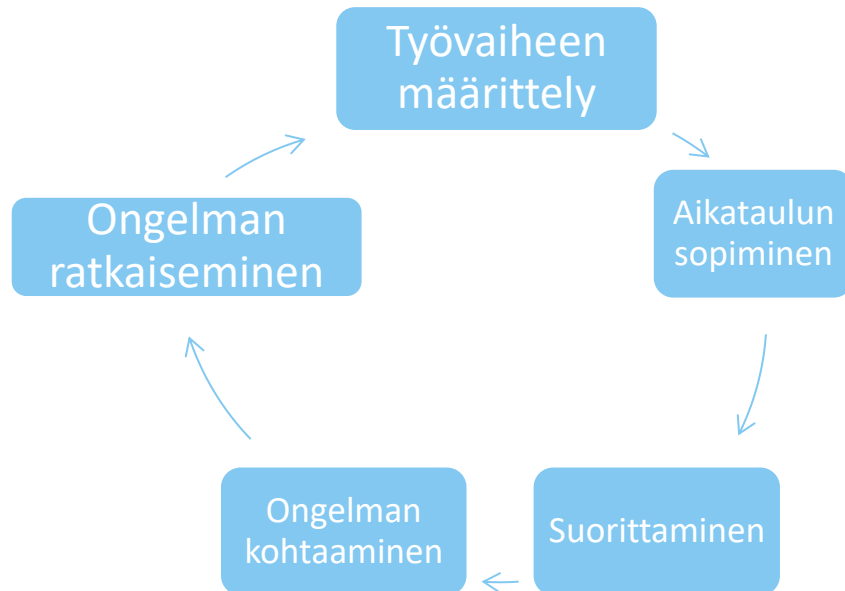 Työvaiheen
määrittely
Aikataulun
sopiminen
Suorittaminen
Ongelman
kohtaaminen
Ongelman
ratkaiseminen